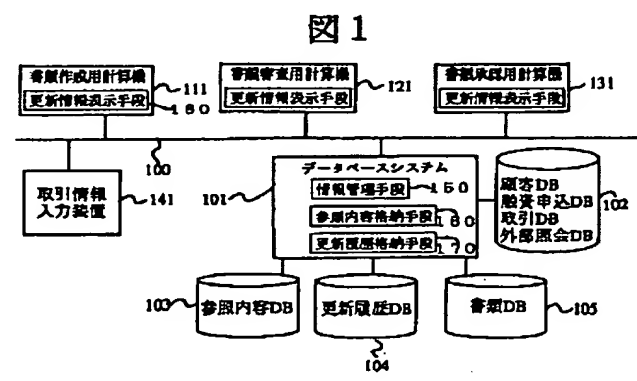 図1
書類作成用計算機
更新情報表示手段
111
180
書類審査用計算機
更新情報表示手段
121
書類承認用計算機
更新情報表示手段
131
100
取引情報
入力装置
141
101
データベースシステム
情報管理手段
150
参照内容格納手段
160
更新履歴格納手段
170
顧客DB
融資申込DB
取引DB
外部照会DB
102
103
参照内容DB
更新履歴DB
104
書類DB
105